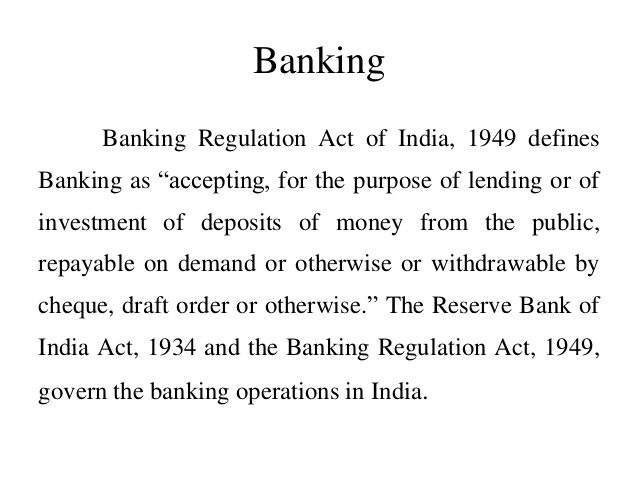 Banking
Banking Regulation Act of India, 1949 defines
Banking as “accepting, for the purpose of lending or of
investment of deposits of money from the public,
repayable on demand or otherwise or withdrawable by
cheque, draft order or otherwise.” The Reserve Bank of
India Act, 1934 and the Banking Regulation Act, 1949,
govern the banking operations in India.